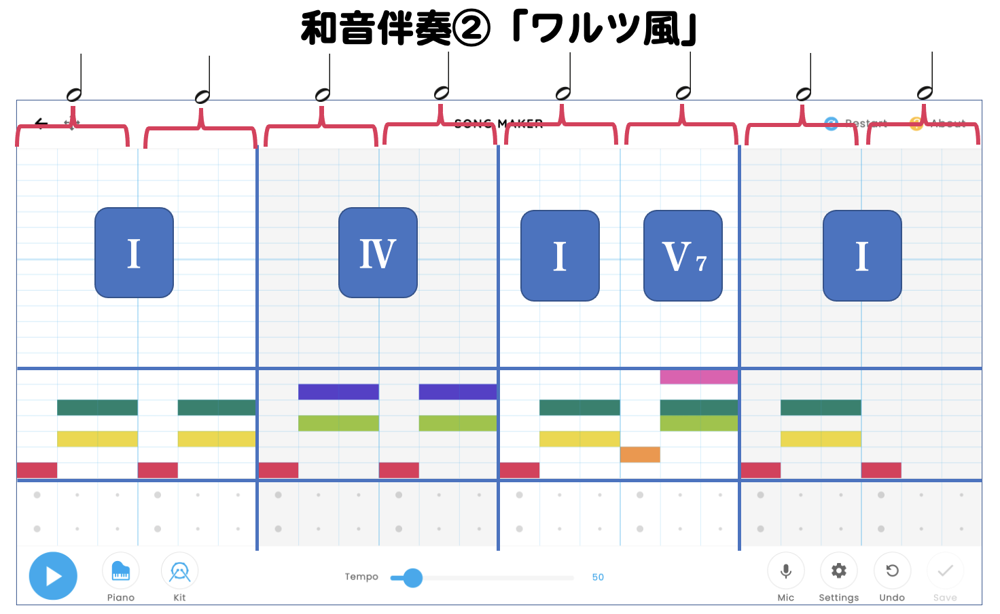 和音伴奏②「ワルツ風」
SONG MAKER
Restart
About
I
IV
I
V7
I
Tempo
50
Piano
Kit
Mic
Settings
Undo
Save